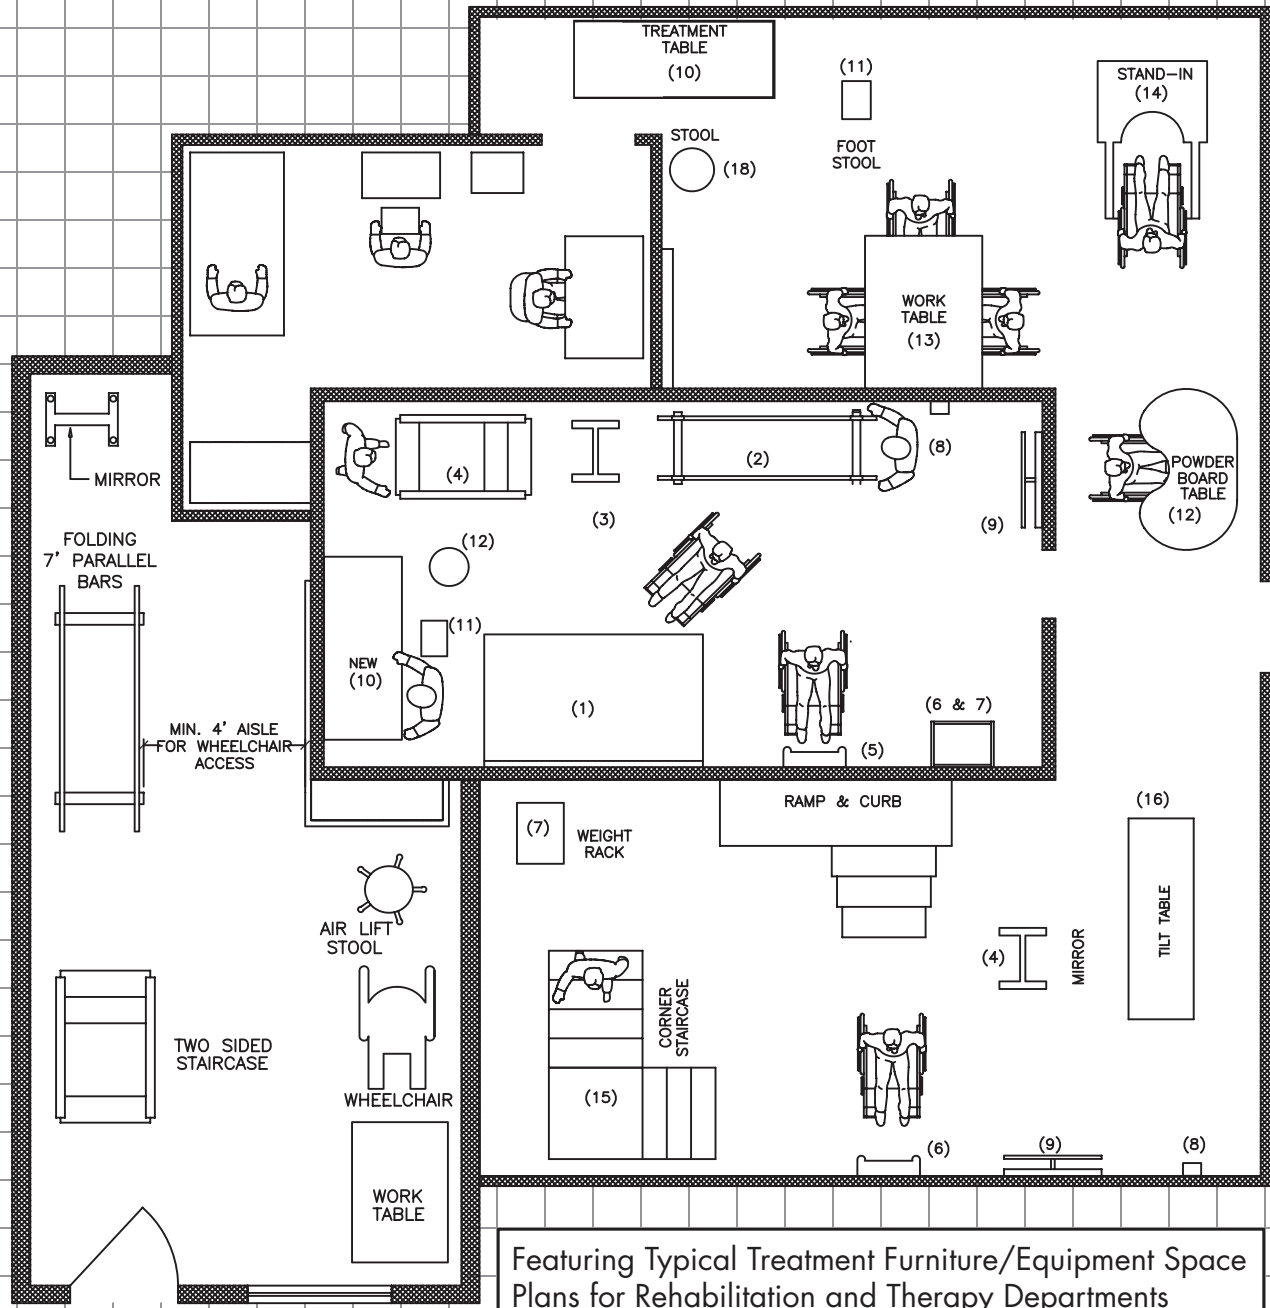 TREATMENT
TABLE
(10)
(11)
FOOT
STOOL
STAND-IN
(14)
STOOL
(18)
WORK
TABLE
(13)
MIRROR
(4)
(3)
(2)
(8)
(9)
POWDER
BOARD
TABLE
(12)
FOLDING
7' PARALLEL
BARS
(12)
(11)
NEW
(10)
(1)
(6 & 7)
(5)
MIN. 4' AISLE
FOR WHEELCHAIR
ACCESS
RAMP & CURB
(16)
(7)
WEIGHT
RACK
TILT TABLE
AIR LIFT
STOOL
(4)
MIRROR
CORNER
STAIRCASE
TWO SIDED
STAIRCASE
WHEELCHAIR
(15)
(6)
(9)
(8)
WORK
TABLE
Featuring Typical Treatment Furniture/Equipment Space
Plans for Rehabilitation and Therapy Departments